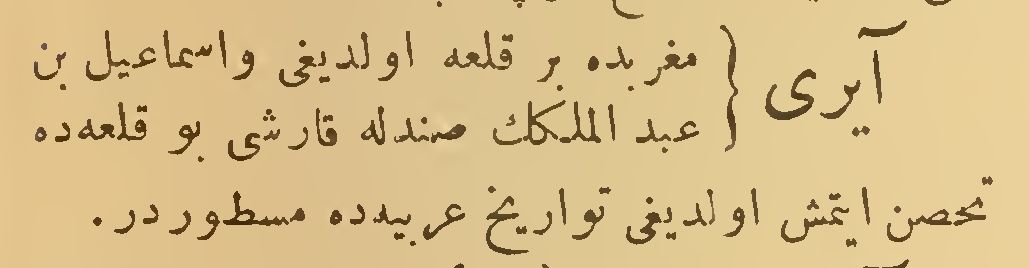 آیری { مغربده بر قلعه اولدیغی واسماعیل بن
عبد الملکك صندله قارشی بو قلعه‌ده
تحصن ایتمش اولدیغی تواریخ عربیه‌ده مسطوردر.